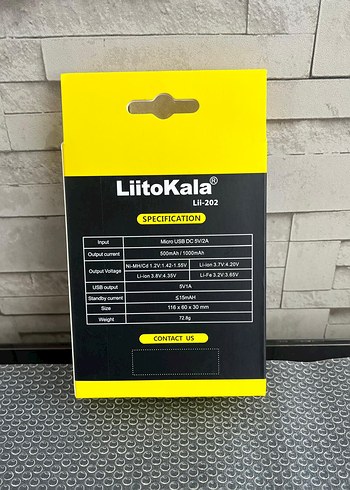 LiitoKala®
Lii-202
SPECIFICATION
Input Micro USB DC 5V/2A
Output current 500mAh / 1000mAh
Output Voltage Ni-MH/Cd 1.2V:1.42-1.55V Li-ion 3.7V:4.20V
Li-ion 3.8V:4.35V Li-Fe 3.2V:3.65V
USB output 5V1A
Standby current ≤15mAH
Size 116 x 60 x 30 mm
Weight 72.8g
CONTACT US